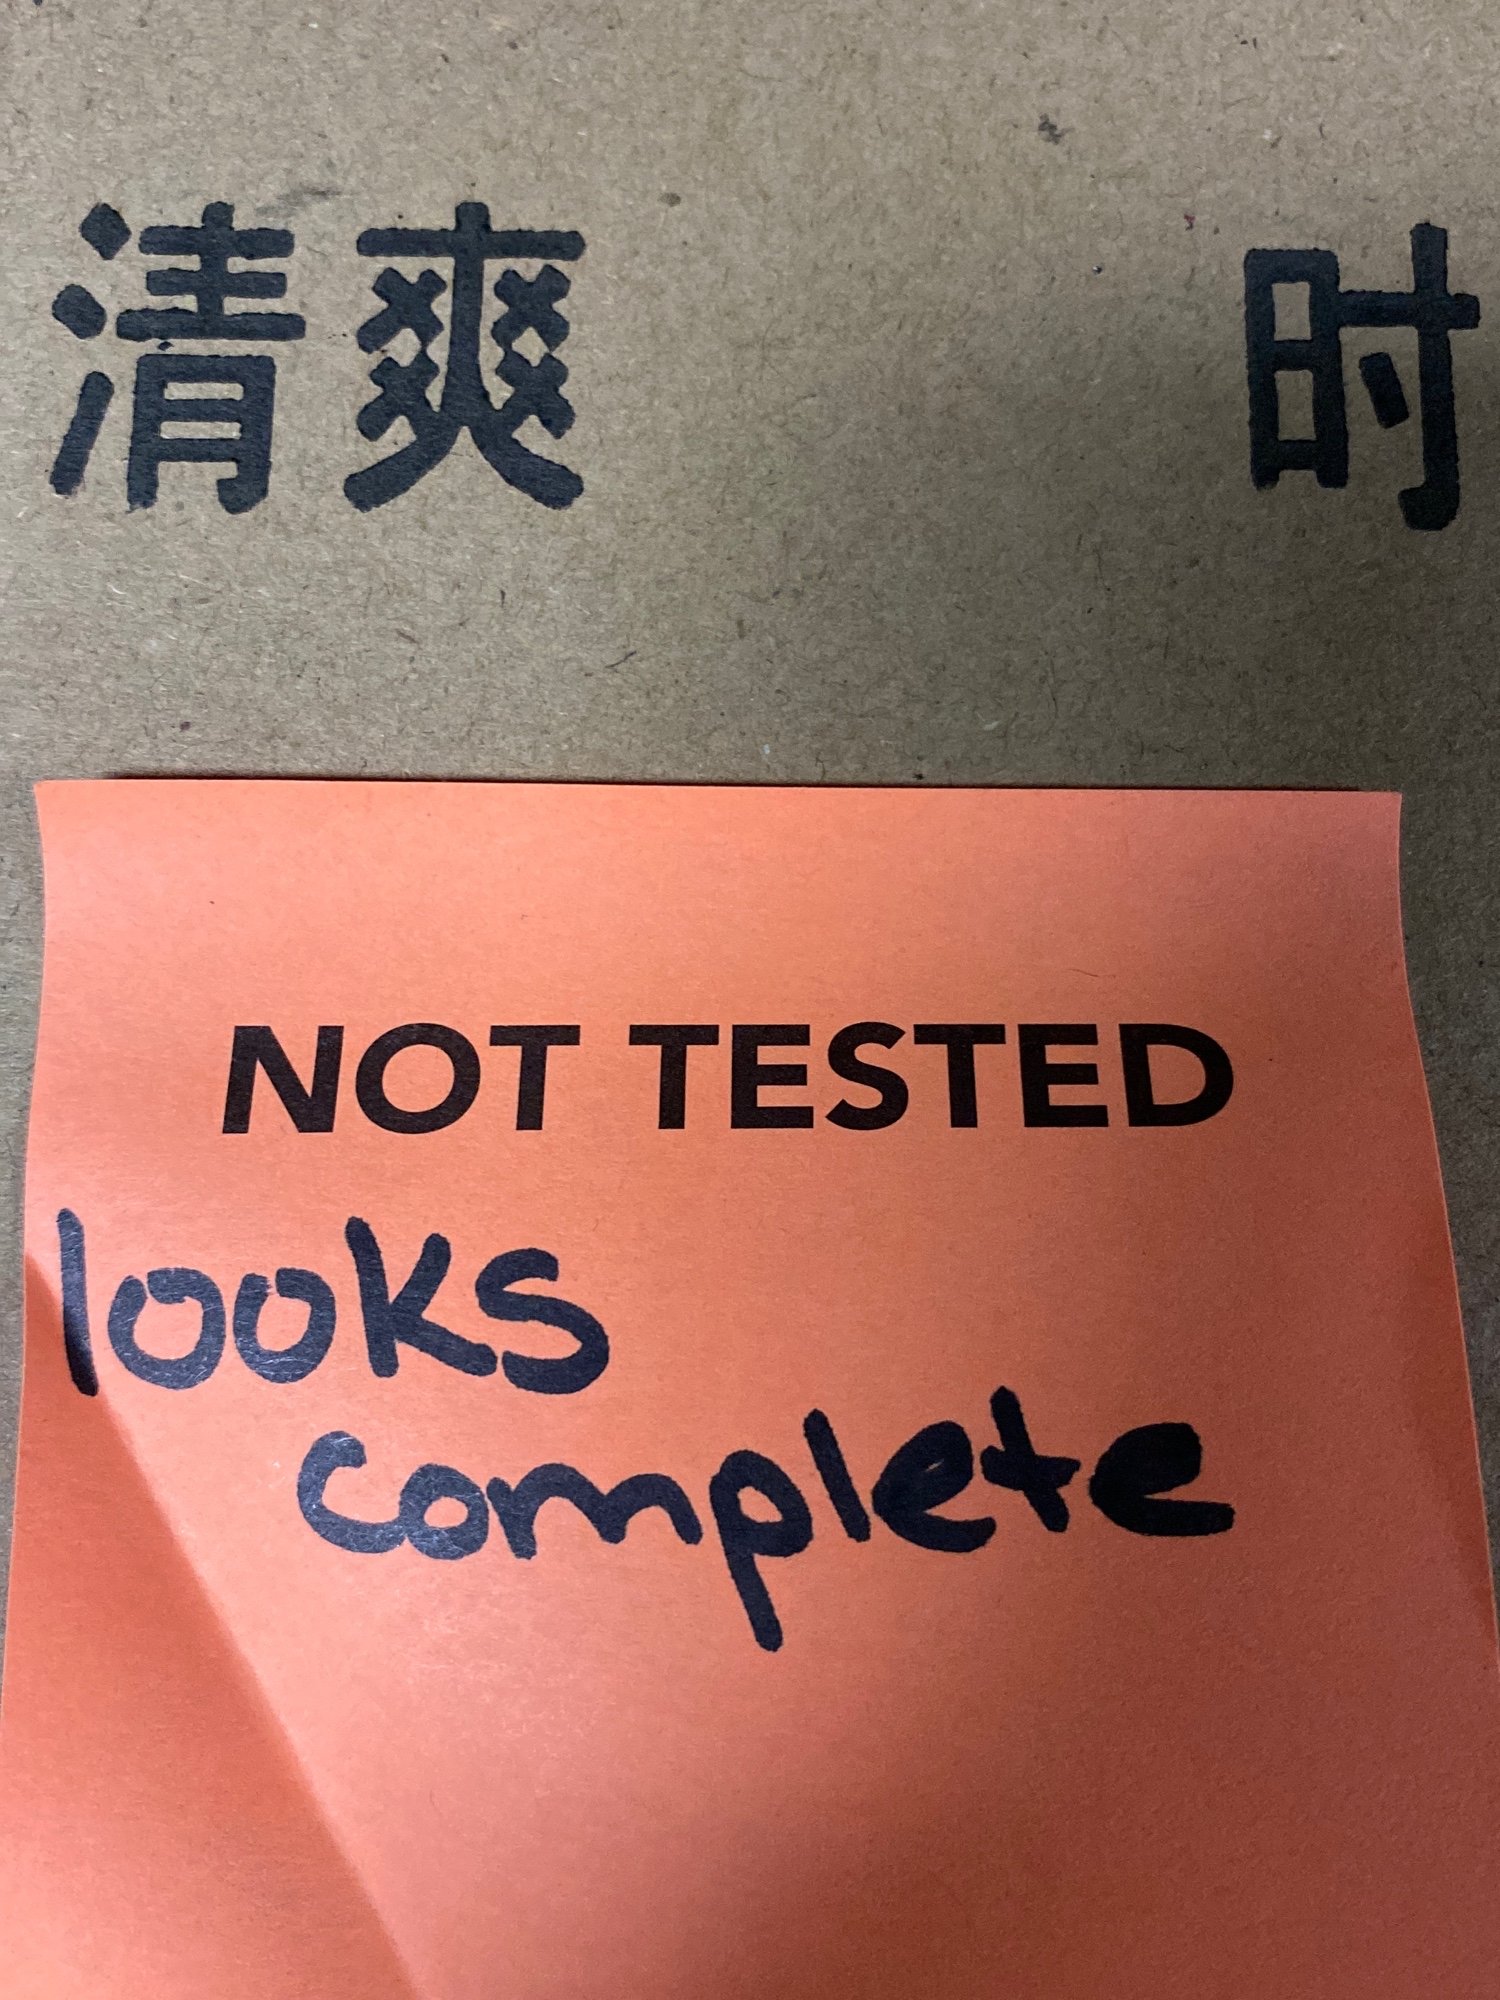 清爽 时
NOT TESTED
looks
complete